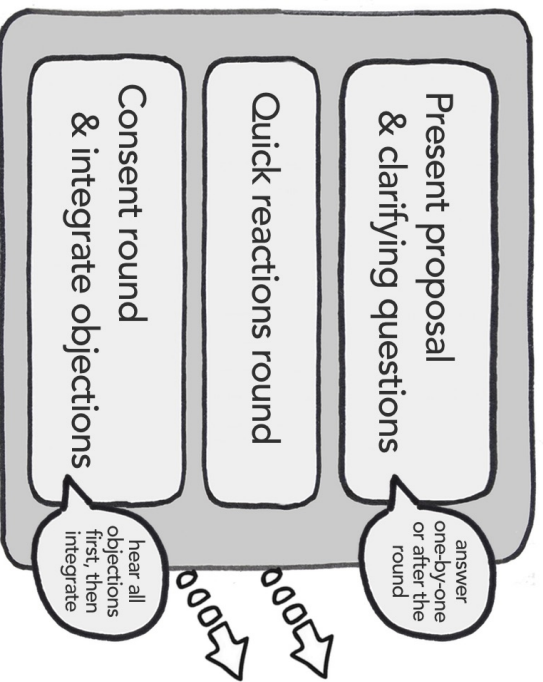 Present proposal
& clarifying questions
answer
one-by-one
or after the
round
Quick reactions round
Consent round
& integrate objections
hear all
objections
first, then
integrate